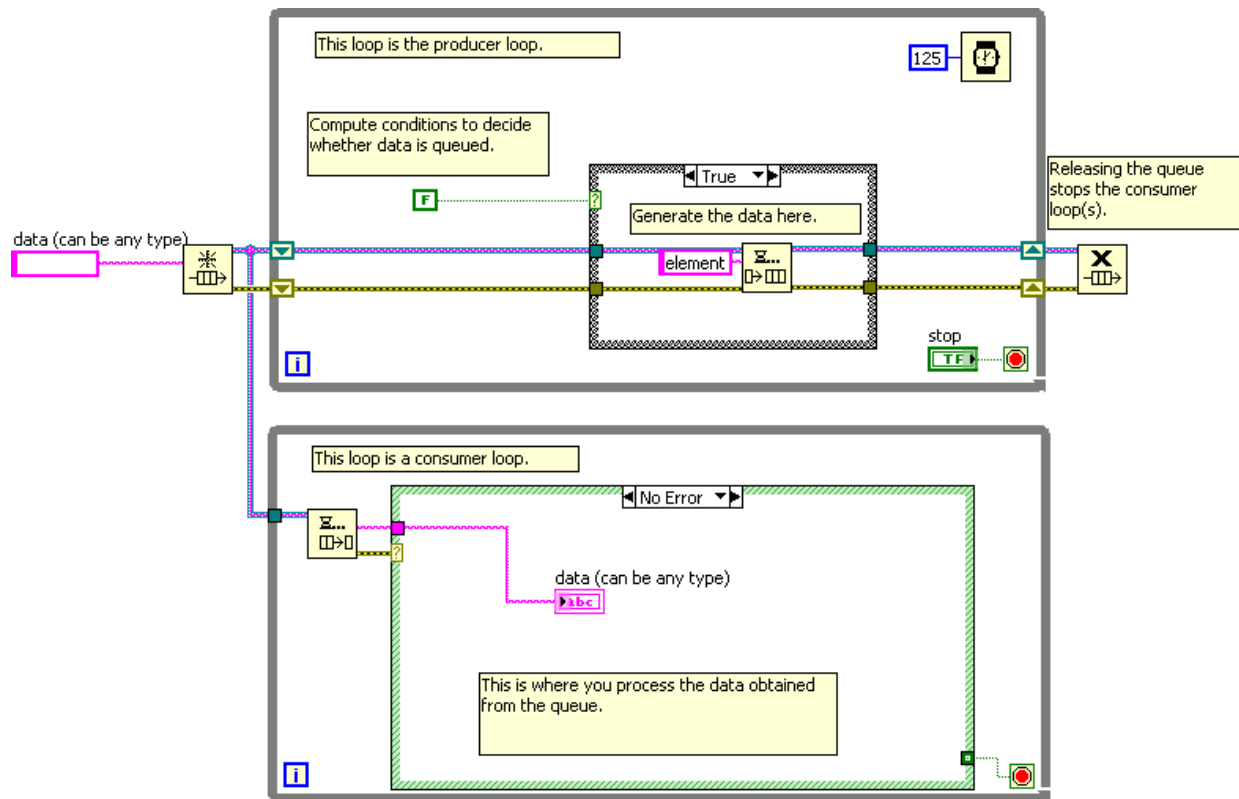 This loop is the producer loop.
125
Compute conditions to decide
whether data is queued.
True
Releasing the queue
stops the consumer
loop(s).
F
?
Generate the data here.
data (can be any type)
element
stop
TF
i
This loop is a consumer loop.
No Error
?
data (can be any type)
abc
This is where you process the data obtained
from the queue.
i